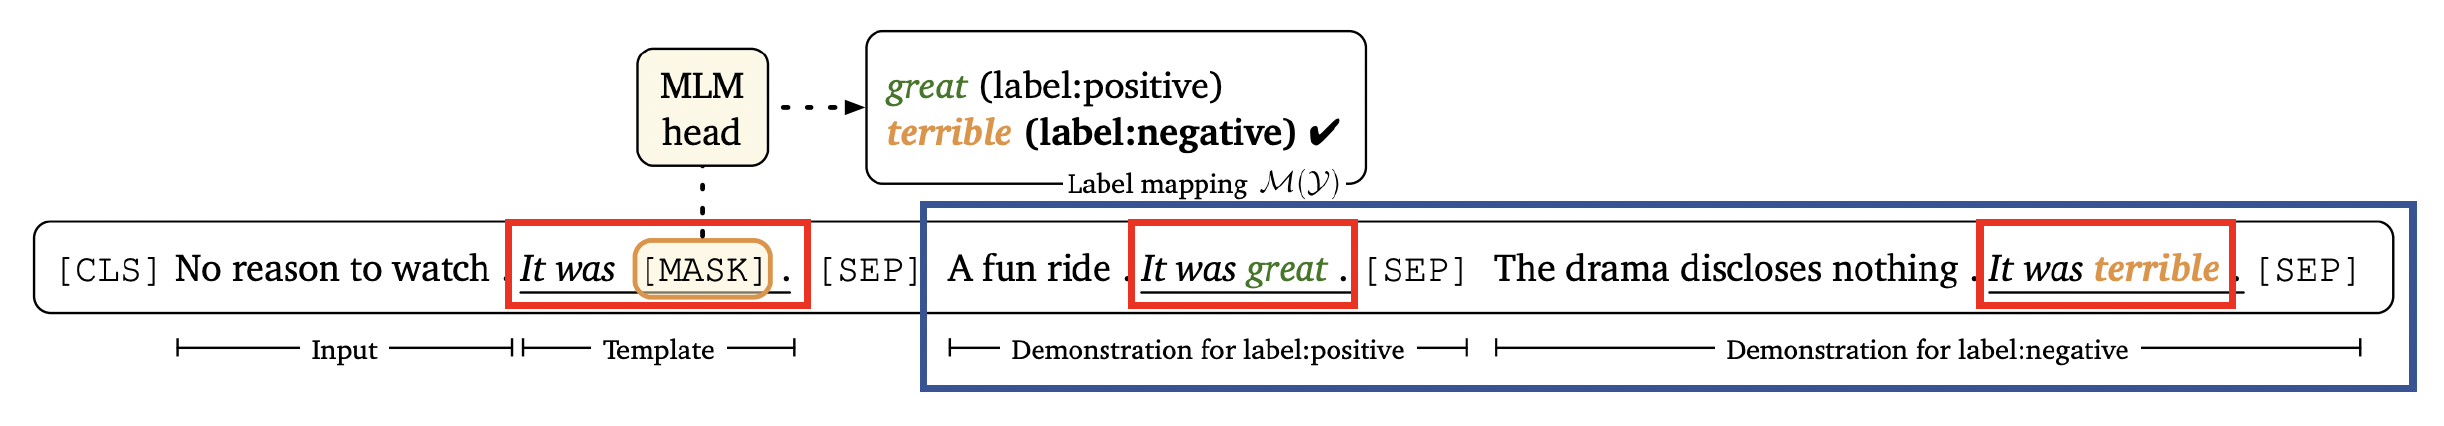 MLM
head
great (label:positive)
terrible (label:negative) ✔
Label mapping M(Y)
[CLS] No reason to watch . It was [MASK] . [SEP] A fun ride . It was great . [SEP] The drama discloses nothing . It was terrible . [SEP]
Input Template Demonstration for label:positive Demonstration for label:negative